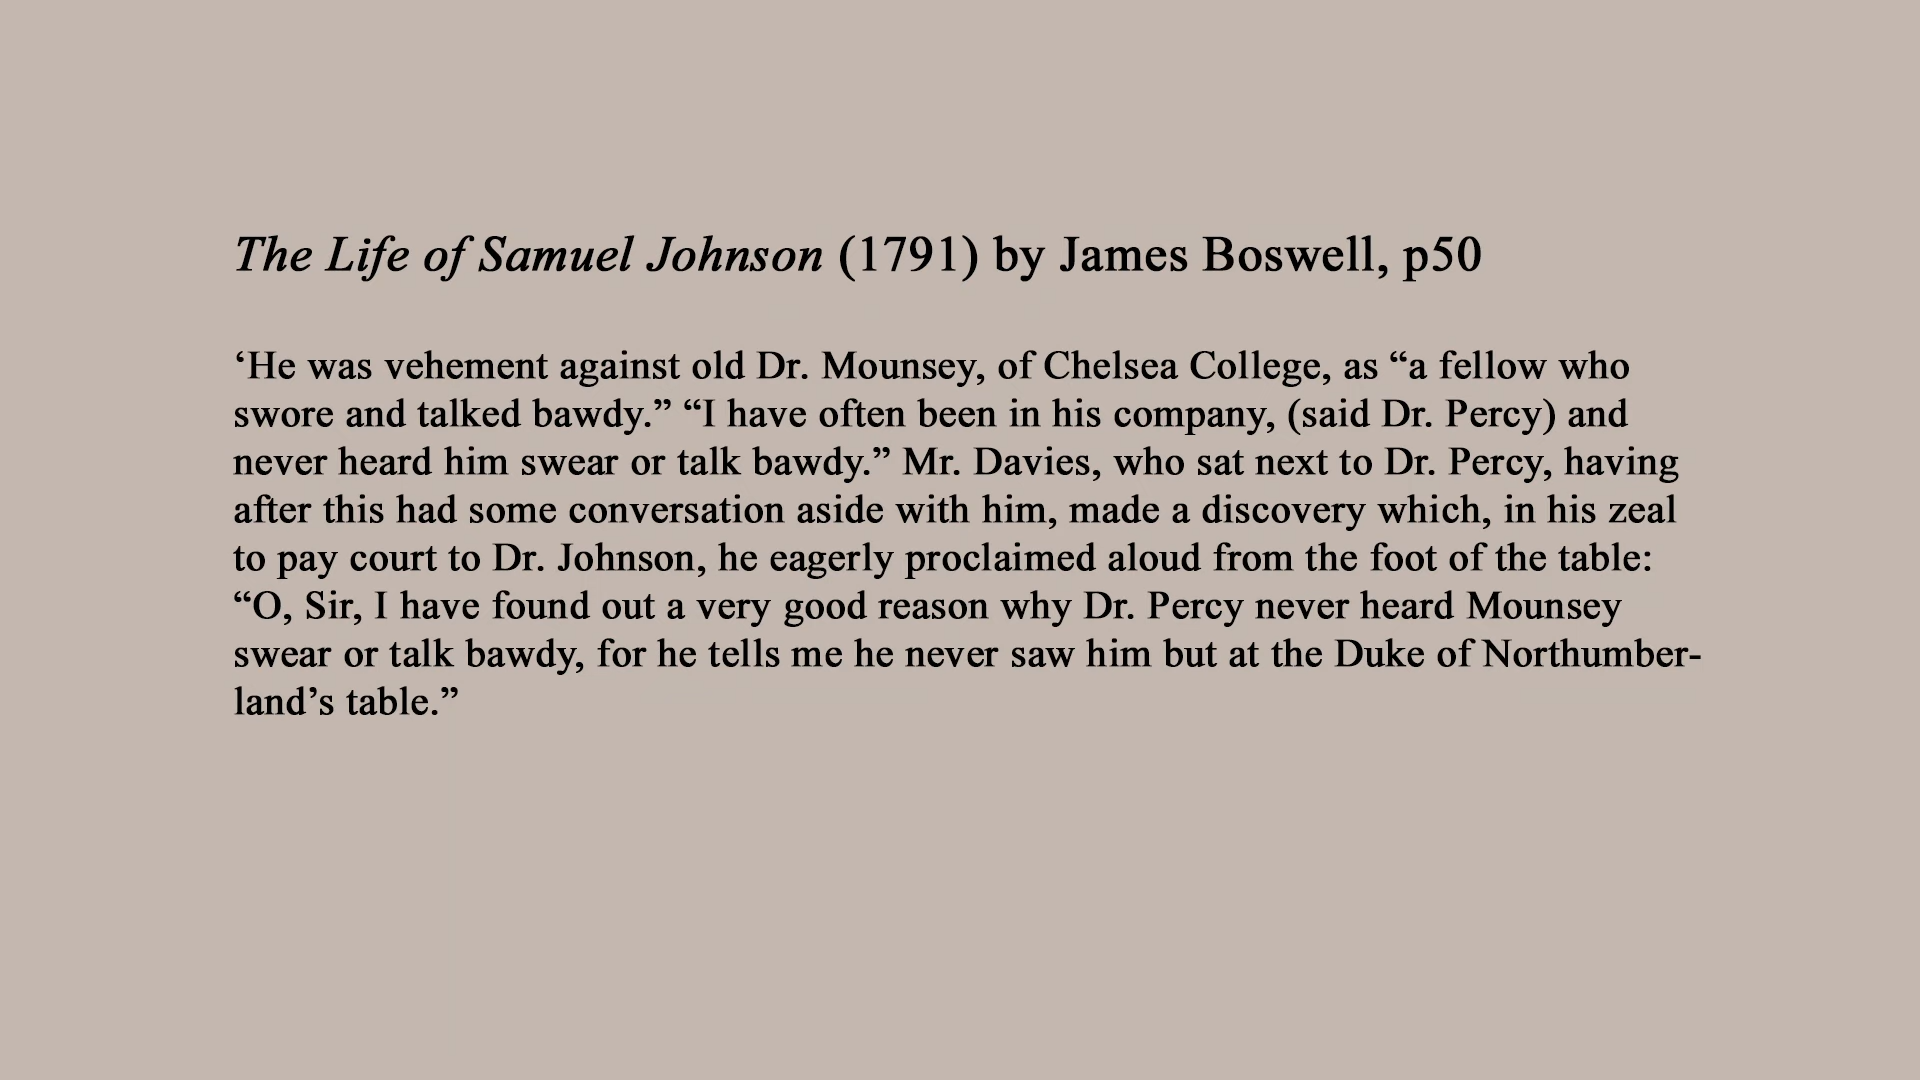 The Life of Samuel Johnson (1791) by James Boswell, p50
‘He was vehement against old Dr. Mounsey, of Chelsea College, as “a fellow who
swore and talked bawdy.” “I have often been in his company, (said Dr. Percy) and
never heard him swear or talk bawdy.” Mr. Davies, who sat next to Dr. Percy, having
after this had some conversation aside with him, made a discovery which, in his zeal
to pay court to Dr. Johnson, he eagerly proclaimed aloud from the foot of the table:
“O, Sir, I have found out a very good reason why Dr. Percy never heard Mounsey
swear or talk bawdy, for he tells me he never saw him but at the Duke of Northumber-
land’s table.”